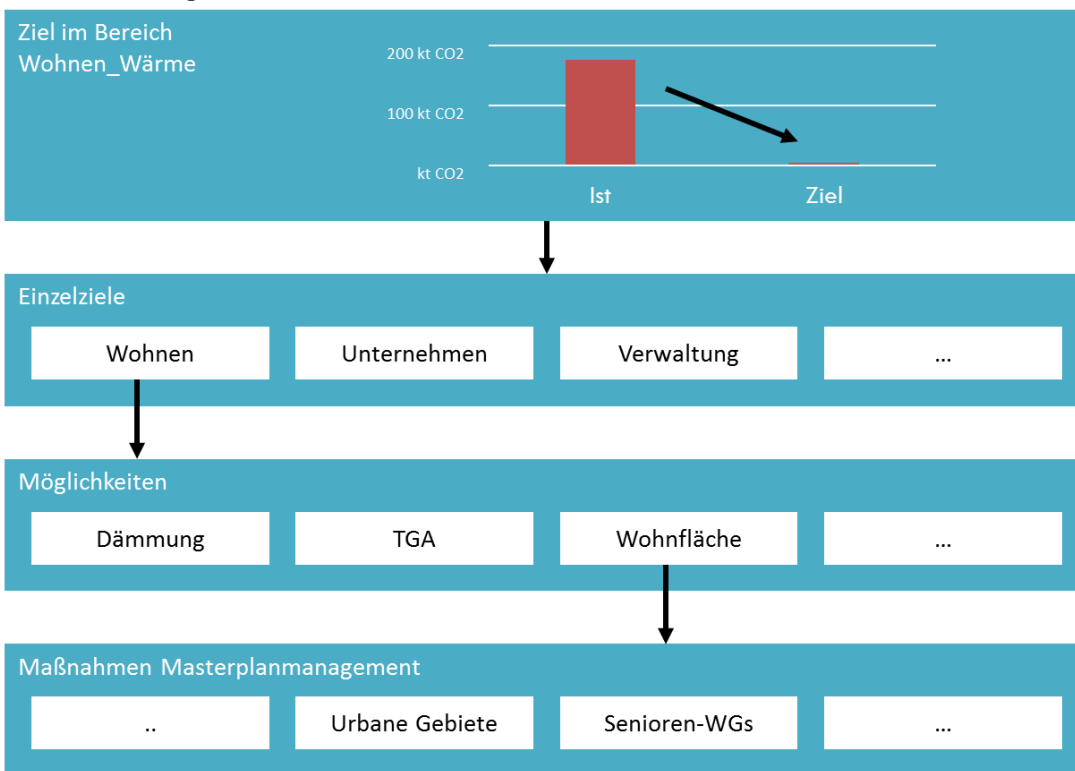 Ziel im Bereich
Wohnen_Wärme
200 kt CO2
100 kt CO2
kt CO2
Ist
Ziel
Einzelziele
Wohnen
Unternehmen
Verwaltung
...
Möglichkeiten
Dämmung
TGA
Wohnfläche
...
Maßnahmen Masterplanmanagement
..
Urbane Gebiete
Senioren-WGs
...